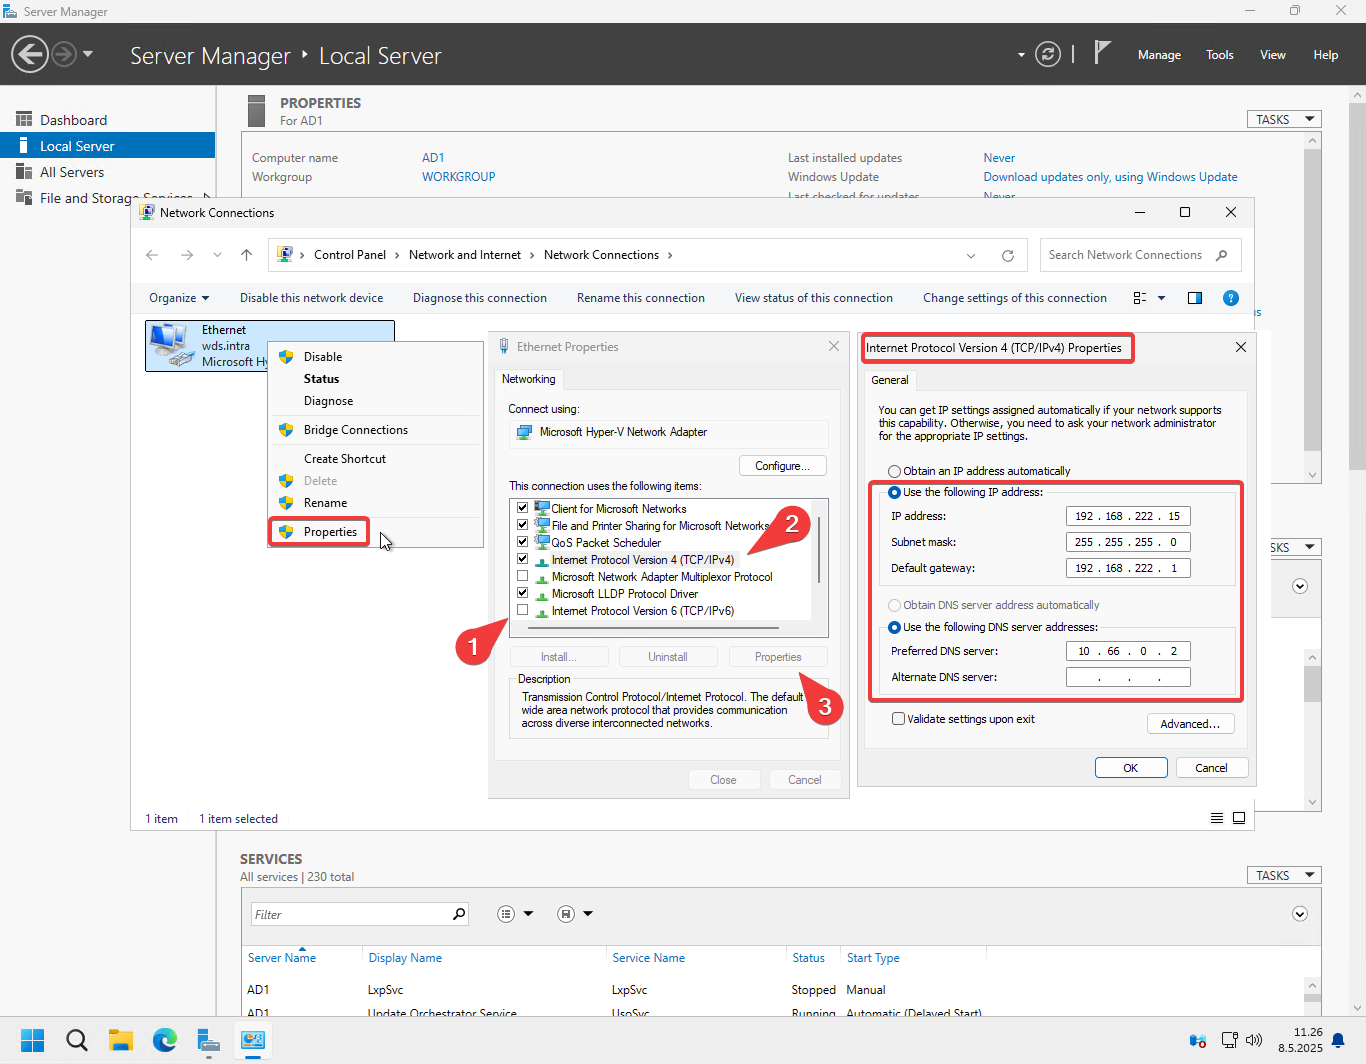 Server Manager
Server Manager ‣ Local Server
Manage Tools View Help
Dashboard
Local Server
All Servers
File and Storage Services
PROPERTIES
For AD1
TASKS
Computer name AD1
Workgroup WORKGROUP
Last installed updates Never
Windows Update Download updates only, using Windows Update
Last checked for updates Never
Network Connections
Control Panel > Network and Internet > Network Connections >
Search Network Connections
Organize Disable this network device Diagnose this connection Rename this connection View status of this connection Change settings of this connection
Ethernet
wds.intra
Microsoft Hy
Disable
Status
Diagnose
Bridge Connections
Create Shortcut
Delete
Rename
Properties
Ethernet Properties
Networking
Connect using:
Microsoft Hyper-V Network Adapter
Configure...
This connection uses the following items:
Client for Microsoft Networks
File and Printer Sharing for Microsoft Networks
QoS Packet Scheduler
Internet Protocol Version 4 (TCP/IPv4)
Microsoft Network Adapter Multiplexor Protocol
Microsoft LLDP Protocol Driver
Internet Protocol Version 6 (TCP/IPv6)
1
2
3
Install... Uninstall Properties
Description
Transmission Control Protocol/Internet Protocol. The default
wide area network protocol that provides communication
across diverse interconnected networks.
Close Cancel
Internet Protocol Version 4 (TCP/IPv4) Properties
General
You can get IP settings assigned automatically if your network supports
this capability. Otherwise, you need to ask your network administrator
for the appropriate IP settings.
Obtain an IP address automatically
Use the following IP address:
IP address: 192 . 168 . 222 . 15
Subnet mask: 255 . 255 . 255 . 0
Default gateway: 192 . 168 . 222 . 1
Obtain DNS server address automatically
Use the following DNS server addresses:
Preferred DNS server: 10 . 66 . 0 . 2
Alternate DNS server: . . .
Validate settings upon exit
Advanced...
OK Cancel
SKS
1 item 1 item selected
SERVICES
All services | 230 total
TASKS
Filter
Server Name Display Name Service Name Status Start Type
AD1 LxpSvc LxpSvc Stopped Manual
AD1 Update Orchestrator Service UsoSvc Running Automatic (Delayed Start)
11.26
8.5.2025